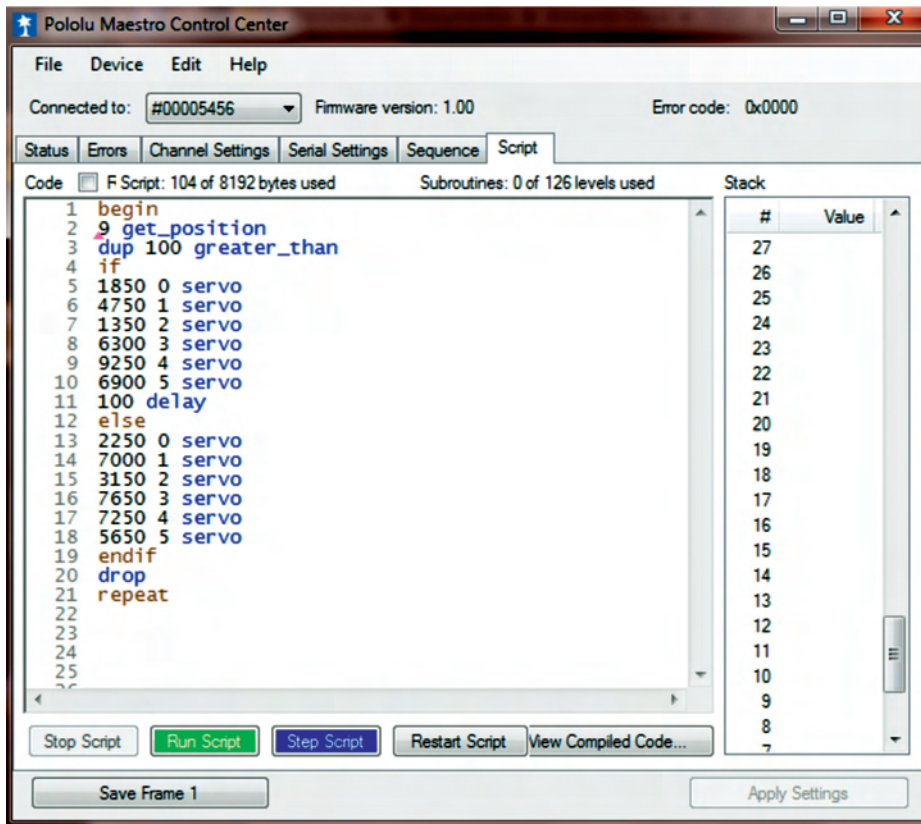 Pololu Maestro Control Center
File Device Edit Help
Connected to: #00005456 Firmware version: 1.00 Error code: 0x0000
Status Errors Channel Settings Serial Settings Sequence Script
Code F Script: 104 of 8192 bytes used Subroutines: 0 of 126 levels used Stack
# Value
1 begin
2 9 get_position
3 dup 100 greater_than
4 if
5 1850 0 servo
6 4750 1 servo
7 1350 2 servo
8 6300 3 servo
9 9250 4 servo
10 6900 5 servo
11 100 delay
12 else
13 2250 0 servo
14 7000 1 servo
15 3150 2 servo
16 7650 3 servo
17 7250 4 servo
18 5650 5 servo
19 endif
20 drop
21 repeat
22
23
24
25
26
27
26
25
24
23
22
21
20
19
18
17
16
15
14
13
12
11
10
9
8
7
Stop Script Run Script Step Script Restart Script View Compiled Code...
Save Frame 1 Apply Settings